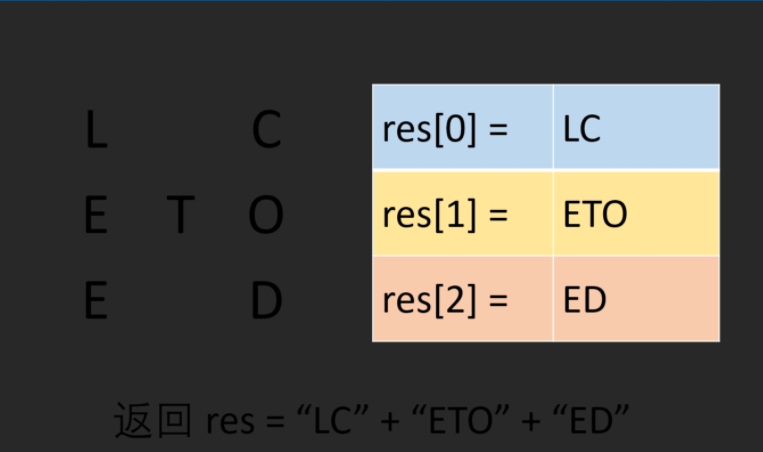 L C res[0] = LC
E T O res[1] = ETO
E D res[2] = ED
返回 res = “LC” + “ETO” + “ED”